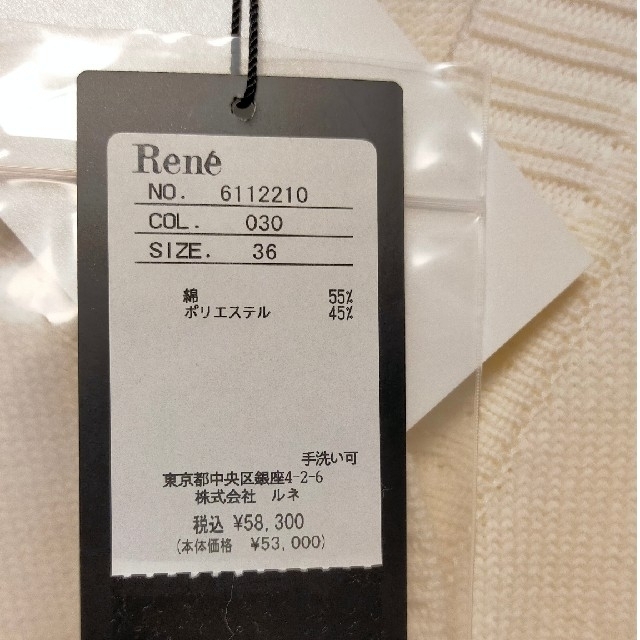 René
NO. 6112210
COL. 030
SIZE. 36
綿 55%
ポリエステル 45%
手洗い可
東京都中央区銀座4-2-6
株式会社 ルネ
税込 ¥58,300
(本体価格 ¥53,000)